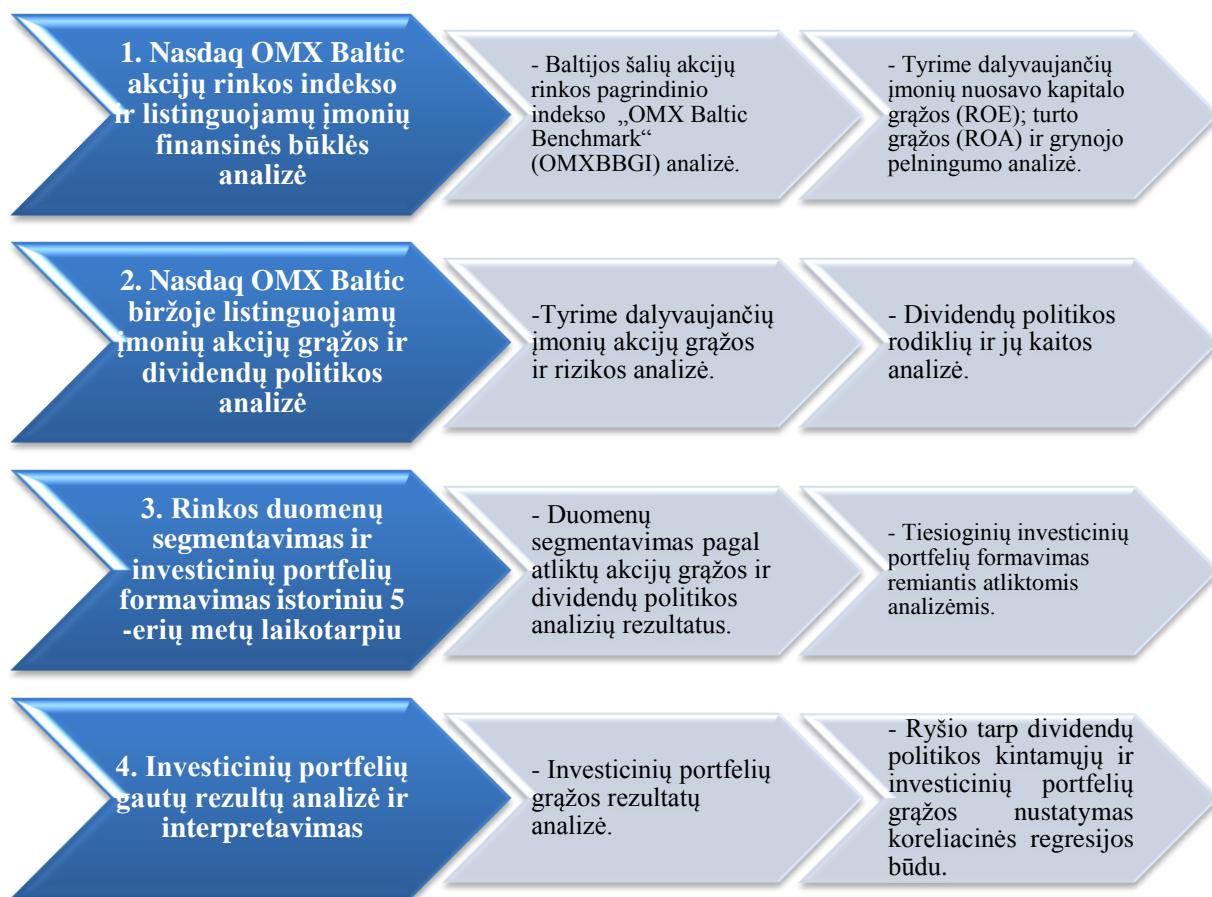 1. Nasdaq OMX Baltic
akcijų rinkos indekso
ir listinguojamų įmonių
finansinės būklės
analizė
- Baltijos šalių akcijų
rinkos pagrindinio
indekso „OMX Baltic
Benchmark“
(OMXBBGI) analizė.
- Tyrime dalyvaujančių
įmonių nuosavo kapitalo
grąžos (ROE); turto
grąžos (ROA) ir grynojo
pelningumo analizė.
2. Nasdaq OMX Baltic
biržoje listinguojamų
įmonių akcijų grąžos ir
dividendų politikos
analizė
-Tyrime dalyvaujančių
įmonių akcijų grąžos
ir rizikos analizė.
- Dividendų politikos
rodiklių ir jų kaitos
analizė.
3. Rinkos duomenų
segmentavimas ir
investicinių portfelių
formavimas istoriniu 5
-erių metų laikotarpiu
- Duomenų
segmentavimas pagal
atliktų akcijų grąžos ir
dividendų politikos
analizių rezultatus.
- Tiesioginių investicinių
portfelių formavimas
remiantis atliktomis
analizėmis.
4. Investicinių portfelių
gautų rezultų analizė ir
interpretavimas
- Investicinių portfelių
grąžos rezultatų
analizė.
- Ryšio tarp dividendų
politikos kintamųjų ir
investicinių portfelių
grąžos nustatymas
koreliacinės regresijos
būdu.